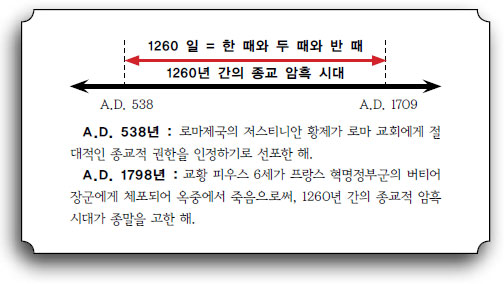 1260 일 = 한 때와 두 때와 반 때
1260년 간의 종교 암흑 시대
A.D. 538 A.D. 1709
A.D. 538년 : 로마제국의 저스티니안 황제가 로마 교회에게 절
대적인 종교적 권한을 인정하기로 선포한 해.
A.D. 1798년 : 교황 피우스 6세가 프랑스 혁명정부군의 버티어
장군에게 체포되어 옥중에서 죽음으로써, 1260년 간의 종교적 암흑
시대가 종말을 고한 해.